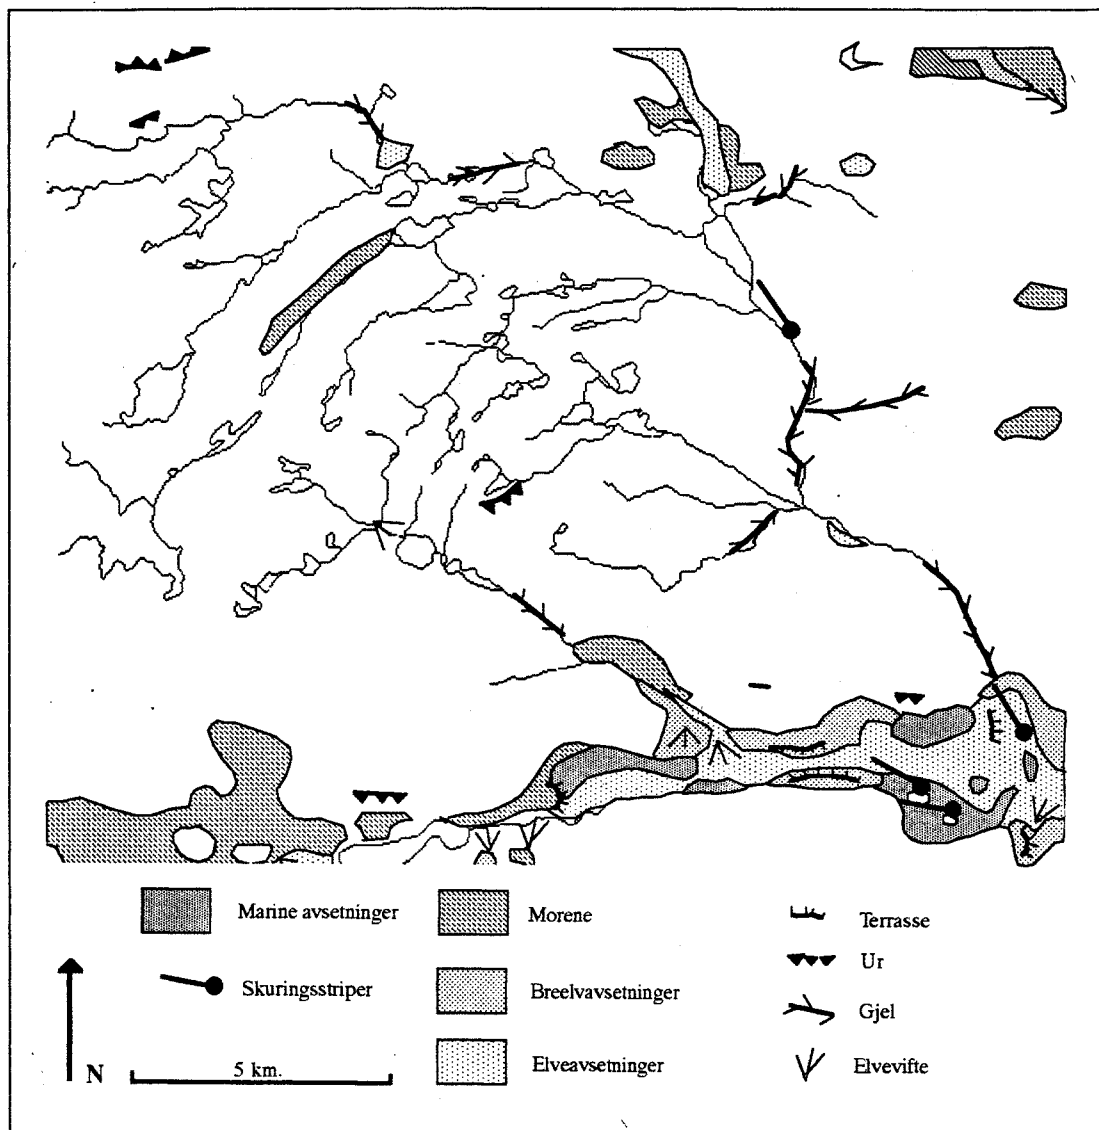 Marine avsetninger
Morene
Terrasse
Ur
Skuringsstriper
Breelvavsetninger
Gjel
N
5 km.
Elveavsetninger
Elvevifte